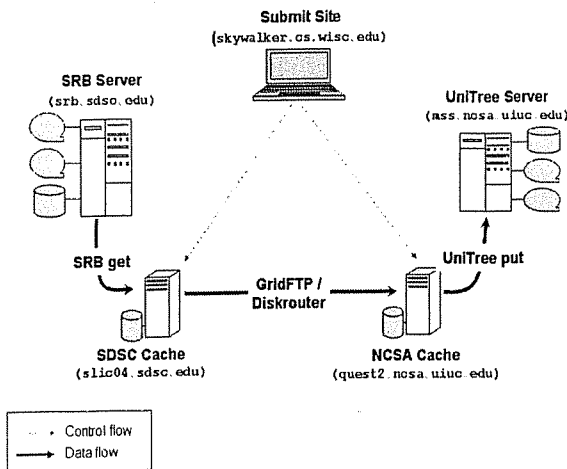 Submit Site
(skywalker.cs.wisc.edu)
SRB Server
(srb.sdsc.edu)
UniTree Server
(mss.ncsa.uiuc.edu)
SRB get
GridFTP /
Diskrouter
UniTree put
SDSC Cache
(slic04.sdsc.edu)
NCSA Cache
(quest2.ncsa.uiuc.edu)
Control flow
Data flow